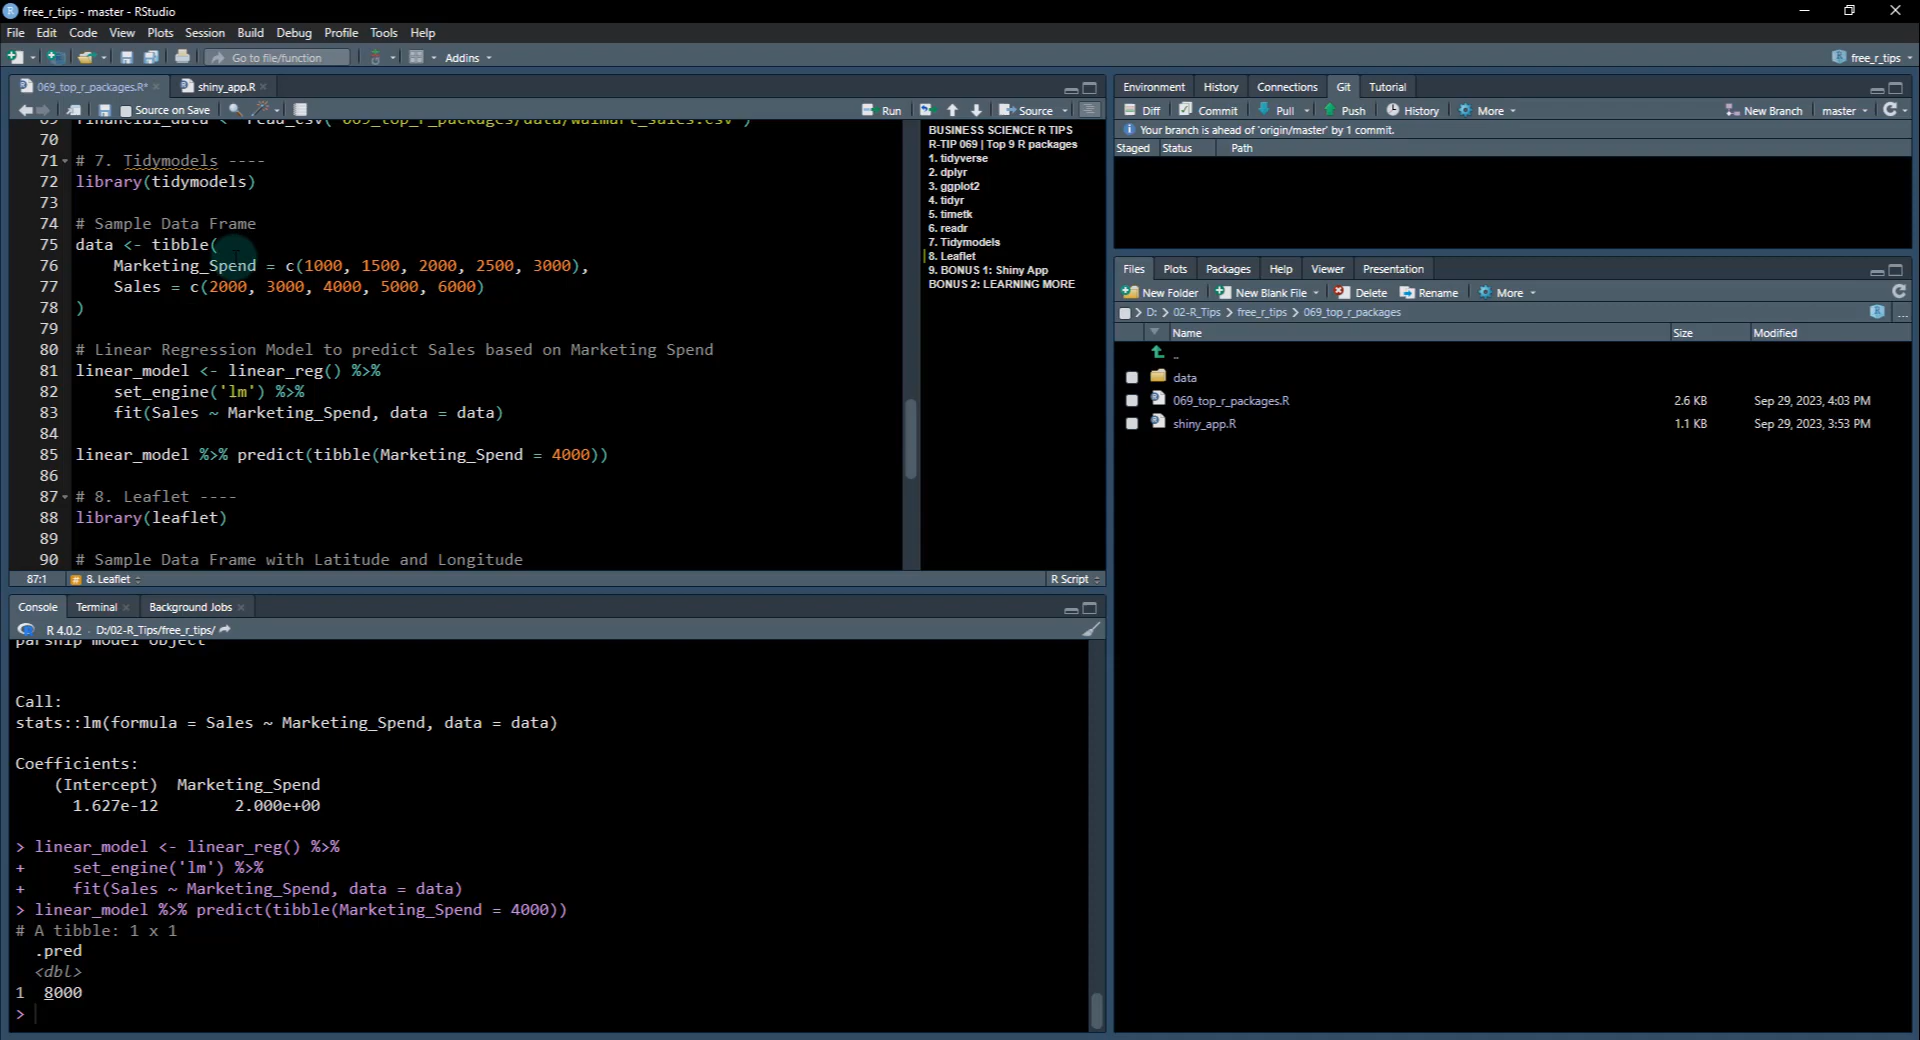 free_r_tips - master - RStudio
File Edit Code View Plots Session Build Debug Profile Tools Help
Go to file/function Addins free_r_tips
069_top_r_packages.R* shiny_app.R
Source on Save Run Source
69 financial_data <- read_csv("069_top_r_packages/data/walmart_sales.csv")
70
71 # 7. Tidymodels ----
72 library(tidymodels)
73
74 # Sample Data Frame
75 data <- tibble(
76 Marketing_Spend = c(1000, 1500, 2000, 2500, 3000),
77 Sales = c(2000, 3000, 4000, 5000, 6000)
78 )
79
80 # Linear Regression Model to predict Sales based on Marketing Spend
81 linear_model <- linear_reg() %>%
82 set_engine('lm') %>%
83 fit(Sales ~ Marketing_Spend, data = data)
84
85 linear_model %>% predict(tibble(Marketing_Spend = 4000))
86
87 # 8. Leaflet ----
88 library(leaflet)
89
90 # Sample Data Frame with Latitude and Longitude
87:1 8. Leaflet R Script
BUSINESS SCIENCE R TIPS
R-TIP 069 | Top 9 R packages
1. tidyverse
2. dplyr
3. ggplot2
4. tidyr
5. timetk
6. readr
7. Tidymodels
8. Leaflet
9. BONUS 1: Shiny App
BONUS 2: LEARNING MORE
Console Terminal Background Jobs
R 4.0.2 · D:/02-R_Tips/free_r_tips/
parsnip model object
Call:
stats::lm(formula = Sales ~ Marketing_Spend, data = data)
Coefficients:
(Intercept) Marketing_Spend
1.627e-12 2.000e+00
> linear_model <- linear_reg() %>%
+ set_engine('lm') %>%
+ fit(Sales ~ Marketing_Spend, data = data)
> linear_model %>% predict(tibble(Marketing_Spend = 4000))
# A tibble: 1 x 1
.pred
<dbl>
1 8000
>
Environment History Connections Git Tutorial
Diff Commit Pull Push History More New Branch master
Your branch is ahead of 'origin/master' by 1 commit.
Staged Status Path
Files Plots Packages Help Viewer Presentation
New Folder New Blank File Delete Rename More
D: > 02-R_Tips > free_r_tips > 069_top_r_packages ...
Name Size Modified
..
data
069_top_r_packages.R 2.6 KB Sep 29, 2023, 4:03 PM
shiny_app.R 1.1 KB Sep 29, 2023, 3:53 PM